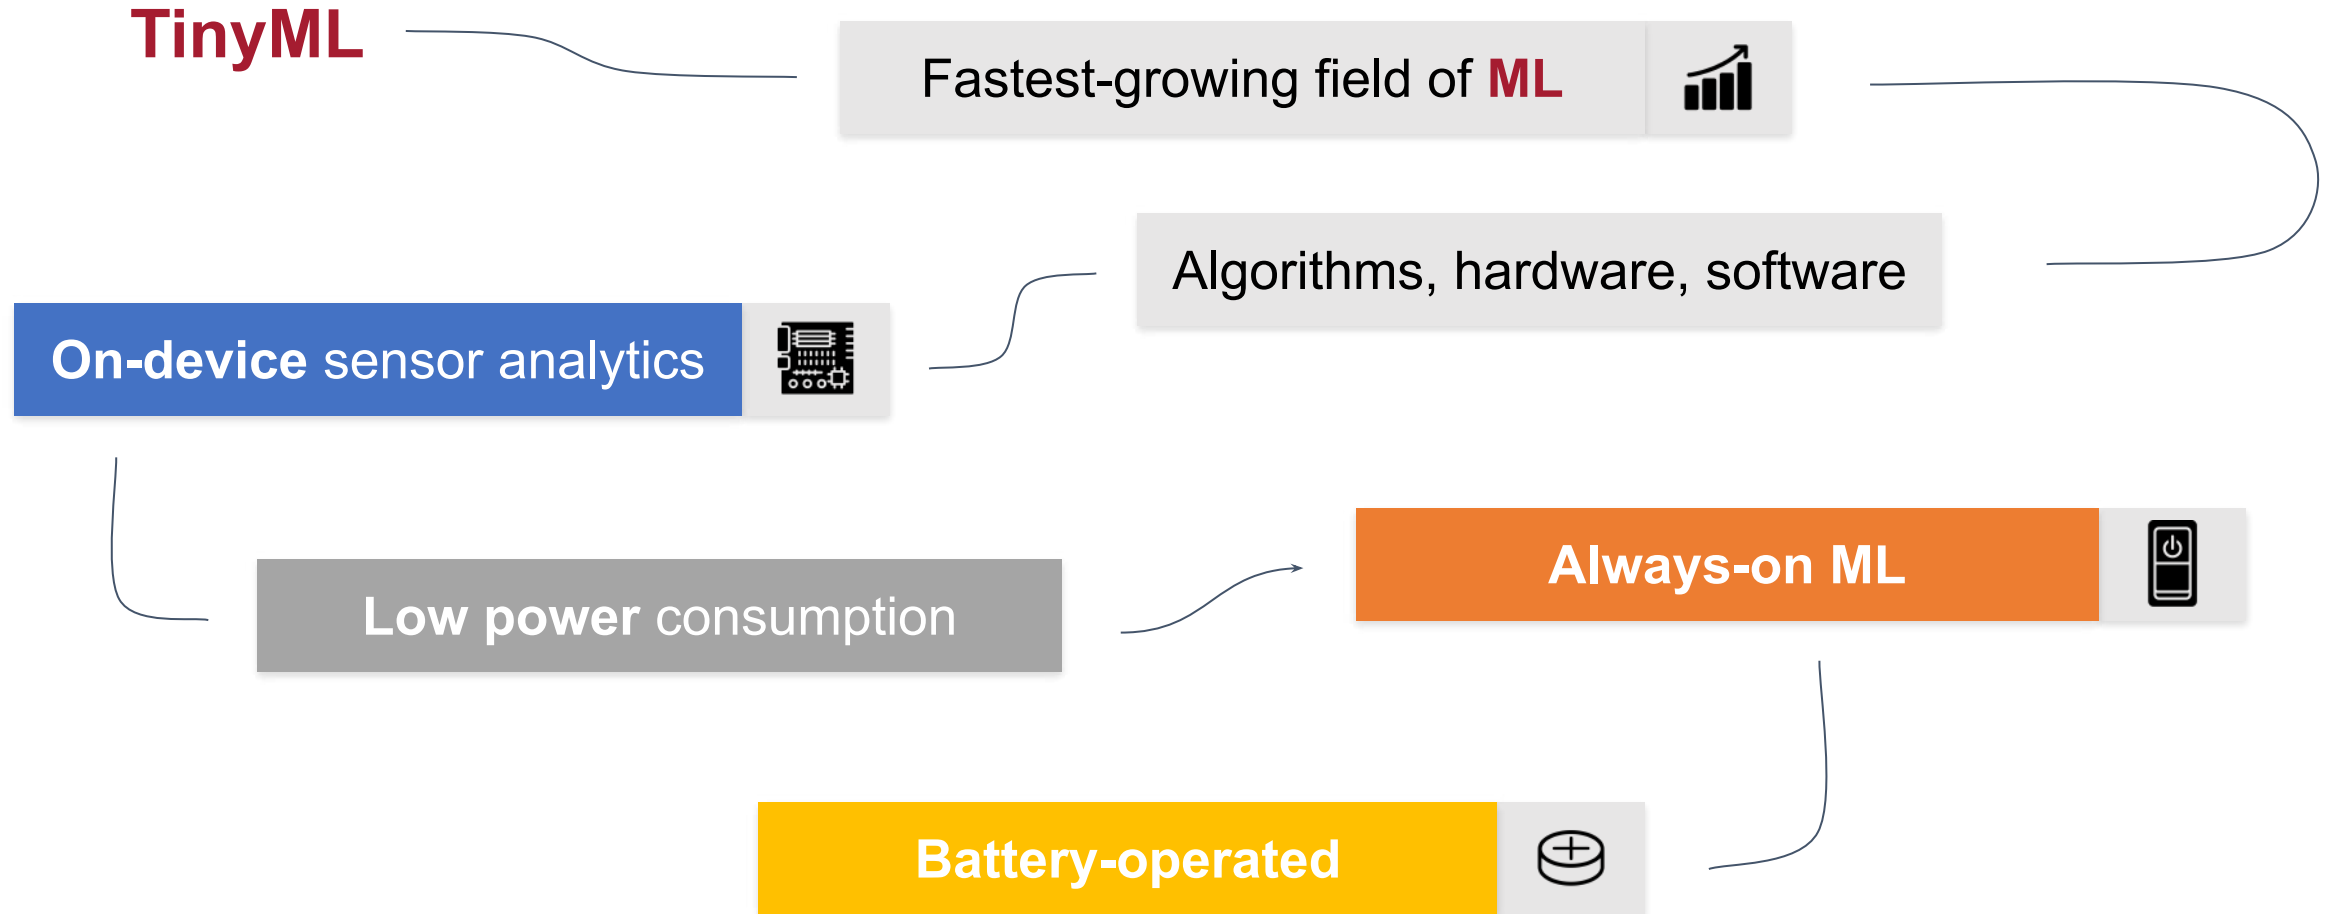 TinyML
Fastest-growing field of ML
Algorithms, hardware, software
On-device sensor analytics
Low power consumption
Always-on ML
Battery-operated